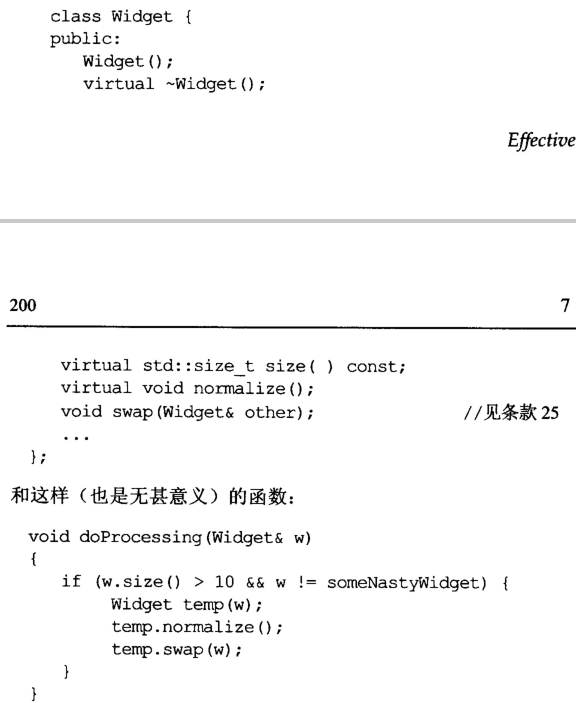 class Widget {
public:
Widget();
virtual ~Widget();
Effective
200
7
virtual std::size_t size( ) const;
virtual void normalize();
void swap(Widget& other); //见条款 25
...
};
和这样（也是无甚意义）的函数：
void doProcessing(Widget& w)
{
if (w.size() > 10 && w != someNastyWidget) {
Widget temp(w);
temp.normalize();
temp.swap(w);
}
}